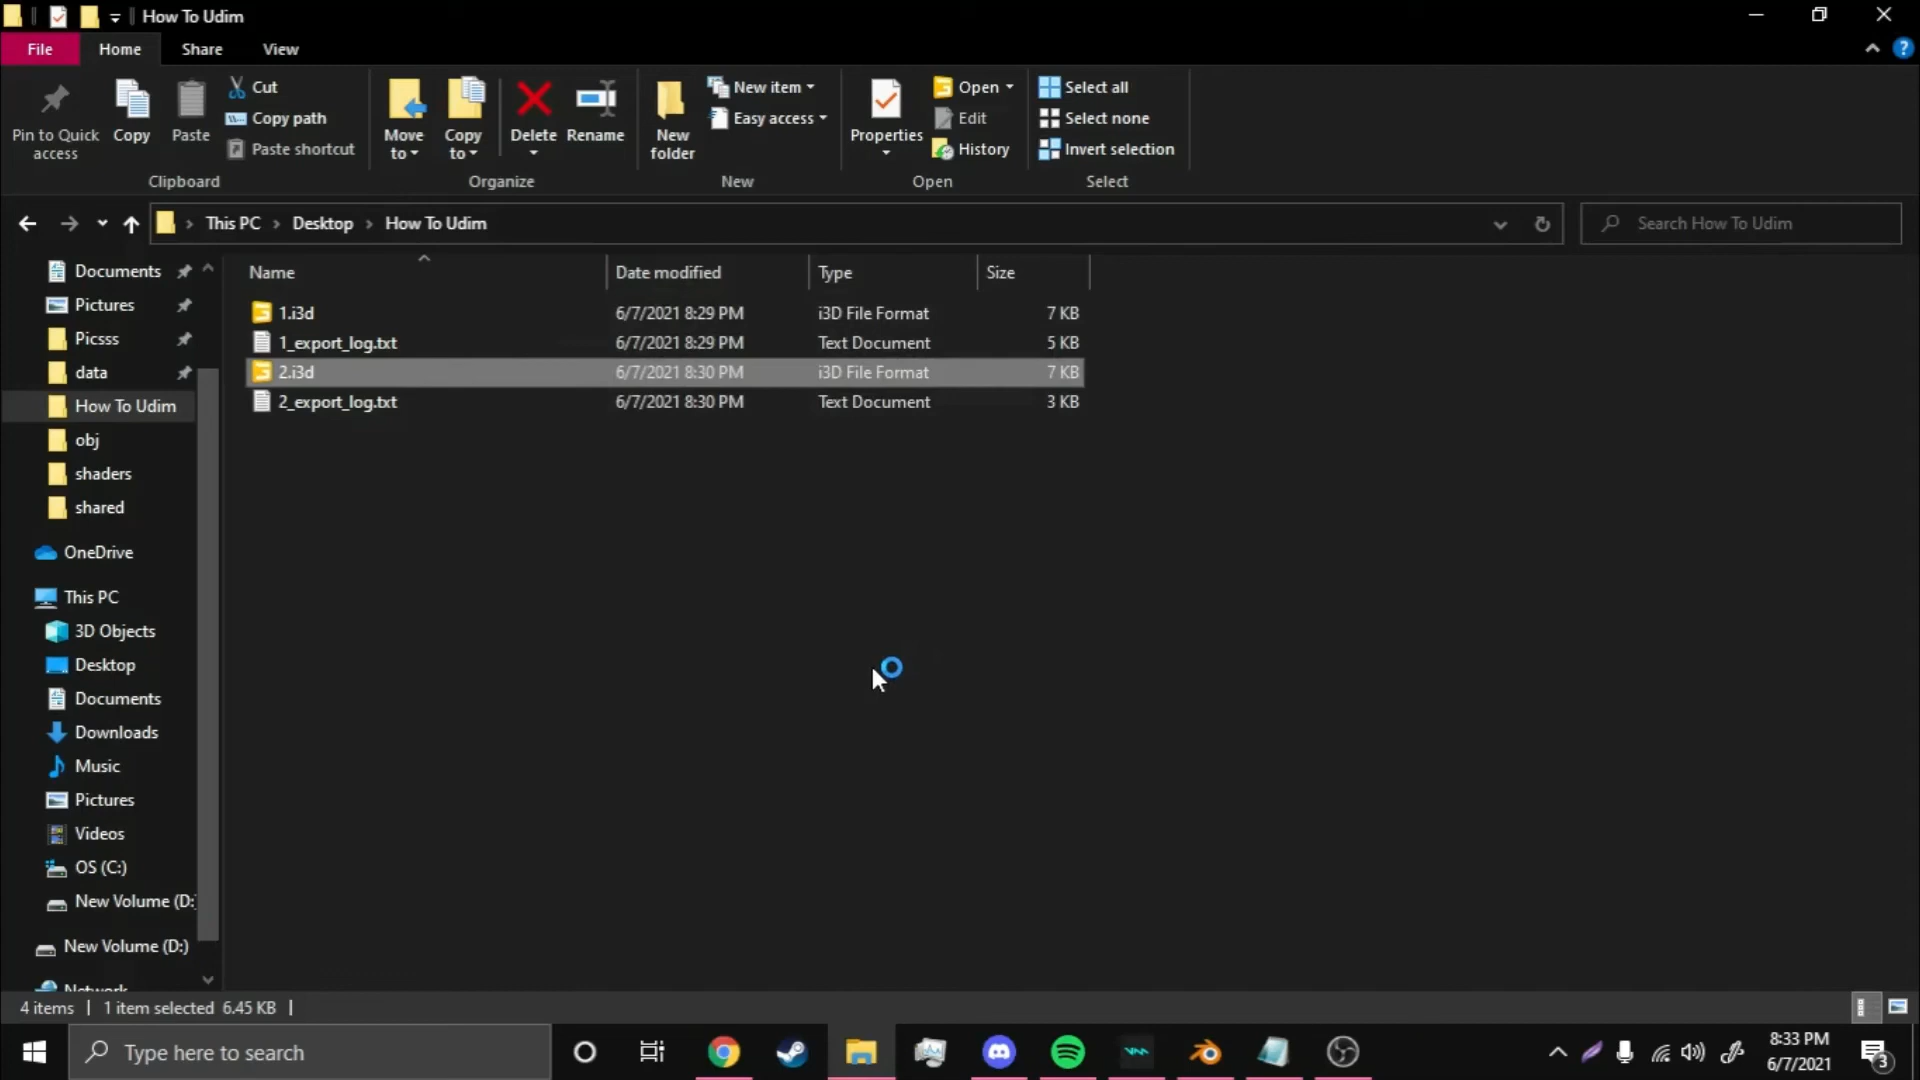 How To Udim
File Home Share View
Pin to Quick access
Copy
Paste
Cut
Copy path
Paste shortcut
Clipboard
Move to
Copy to
Delete
Rename
Organize
New folder
New item
Easy access
New
Properties
Open
Edit
History
Open
Select all
Select none
Invert selection
Select
This PC > Desktop > How To Udim
Search How To Udim
Name Date modified Type Size
1.i3d 6/7/2021 8:29 PM i3D File Format 7 KB
1_export_log.txt 6/7/2021 8:29 PM Text Document 5 KB
2.i3d 6/7/2021 8:30 PM i3D File Format 7 KB
2_export_log.txt 6/7/2021 8:30 PM Text Document 3 KB
Documents
Pictures
Picsss
data
How To Udim
obj
shaders
shared
OneDrive
This PC
3D Objects
Desktop
Documents
Downloads
Music
Pictures
Videos
OS (C:)
New Volume (D:
New Volume (D:)
Network
4 items | 1 item selected 6.45 KB |
Type here to search
8:33 PM
6/7/2021
3